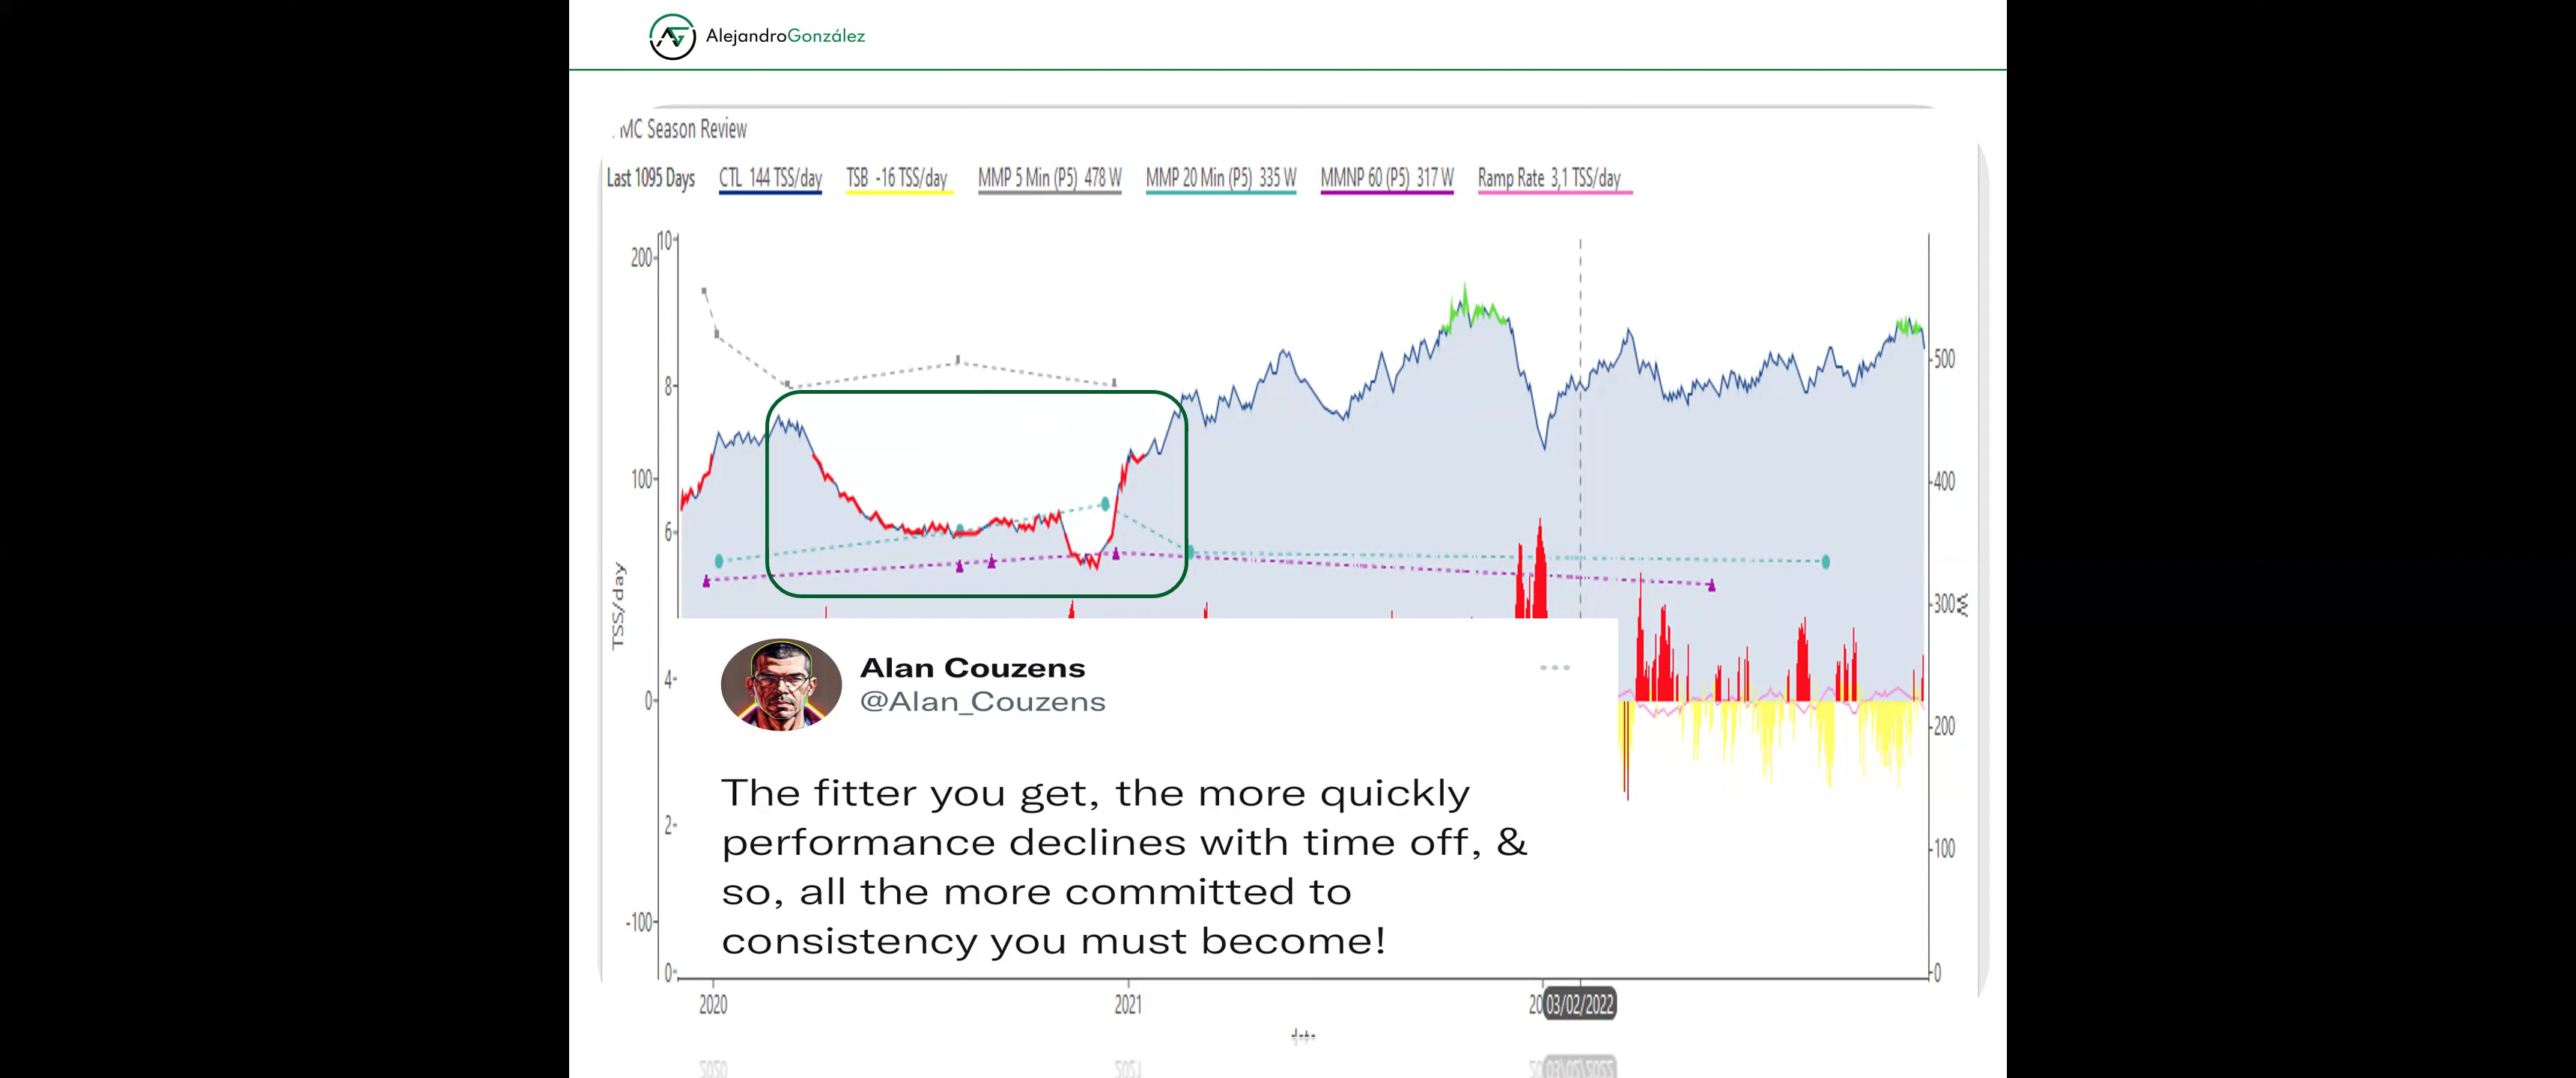 AlejandroGonzález
MC Season Review
Last 1095 Days CTL 144 TSS/day TSB -16 TSS/day MMP 5 Min (P5) 478 W MMP 20 Min (P5) 335 W MMNP 60 (P5) 317 W Ramp Rate 3,1 TSS/day
10
200
8
500
100
400
6
TSS/day
300
W
4
0
200
2
100
-100
0
0
Alan Couzens
@Alan_Couzens
The fitter you get, the more quickly
performance declines with time off, &
so, all the more committed to
consistency you must become!
2020 2021 20 03/02/2022